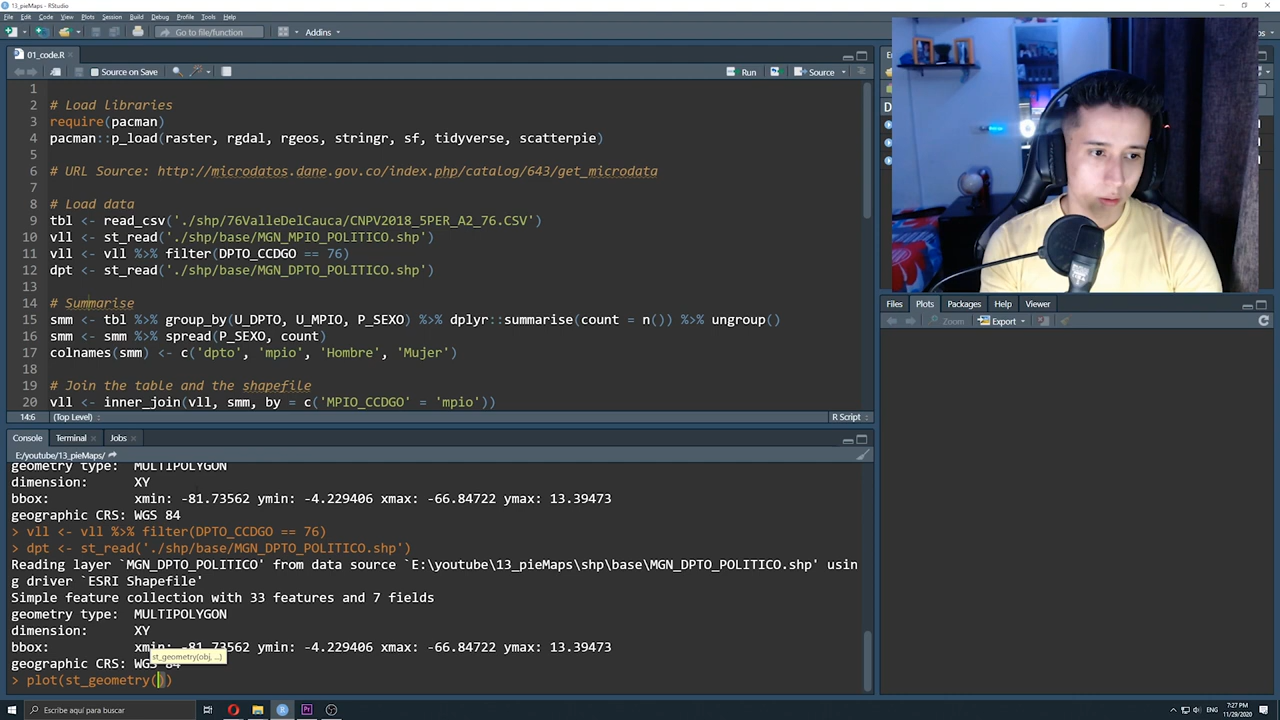 13_pieMaps - RStudio
File Edit Code View Plots Session Build Debug Profile Tools Help
Go to file/function
Addins
01_code.R
Source on Save
Run
Source
1
2 # Load libraries
3 require(pacman)
4 pacman::p_load(raster, rgdal, rgeos, stringr, sf, tidyverse, scatterpie)
5
6 # URL Source: http://microdatos.dane.gov.co/index.php/catalog/643/get_microdata
7
8 # Load data
9 tbl <- read_csv('./shp/76ValleDelCauca/CNPV2018_5PER_A2_76.CSV')
10 vll <- st_read('./shp/base/MGN_MPIO_POLITICO.shp')
11 vll <- vll %>% filter(DPTO_CCDGO == 76)
12 dpt <- st_read('./shp/base/MGN_DPTO_POLITICO.shp')
13
14 # Summarise
15 smm <- tbl %>% group_by(U_DPTO, U_MPIO, P_SEXO) %>% dplyr::summarise(count = n()) %>% ungroup()
16 smm <- smm %>% spread(P_SEXO, count)
17 colnames(smm) <- c('dpto', 'mpio', 'Hombre', 'Mujer')
18
19 # Join the table and the shapefile
20 vll <- inner_join(vll, smm, by = c('MPIO_CCDGO' = 'mpio'))
14:6 (Top Level) R Script
Console Terminal Jobs
E:/youtube/13_pieMaps/
geometry type: MULTIPOLYGON
dimension: XY
bbox: xmin: -81.73562 ymin: -4.229406 xmax: -66.84722 ymax: 13.39473
geographic CRS: WGS 84
> vll <- vll %>% filter(DPTO_CCDGO == 76)
> dpt <- st_read('./shp/base/MGN_DPTO_POLITICO.shp')
Reading layer `MGN_DPTO_POLITICO' from data source `E:\youtube\13_pieMaps\shp\base\MGN_DPTO_POLITICO.shp' usin
g driver `ESRI Shapefile'
Simple feature collection with 33 features and 7 fields
geometry type: MULTIPOLYGON
dimension: XY
bbox: xmin: -81.73562 ymin: -4.229406 xmax: -66.84722 ymax: 13.39473
st_geometry(obj, ...)
geographic CRS: WGS 84
> plot(st_geometry())
Files Plots Packages Help Viewer
Zoom Export
Escribe aquí para buscar
ENG
7:27 PM
11/29/2020